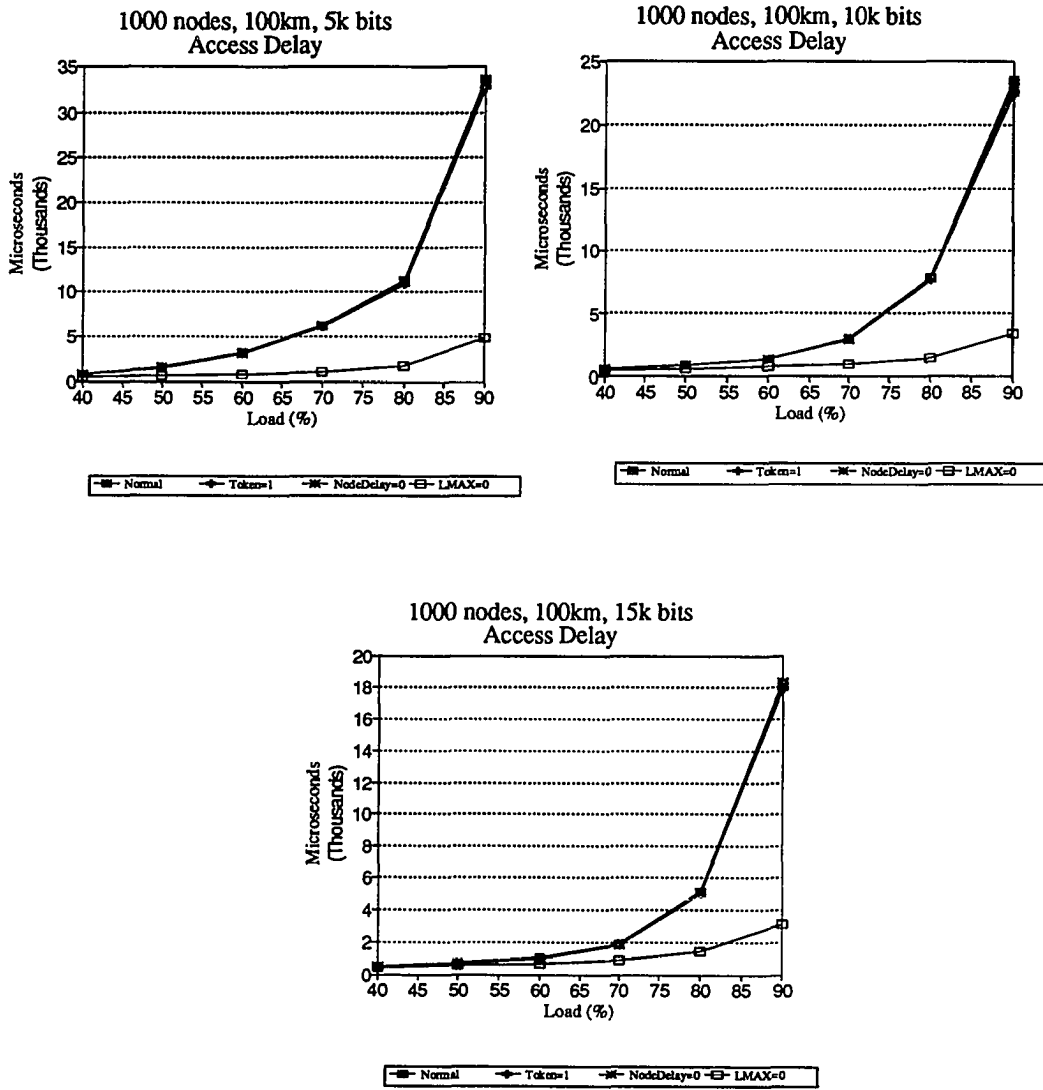 1000 nodes, 100km, 5k bits
Access Delay
35
30
25
20
15
10
5
0
Microseconds
(Thousands)
40 45 50 55 60 65 70 75 80 85 90
Load (%)
Normal Token=1 NodeDelay=0 LMAX=0
1000 nodes, 100km, 10k bits
Access Delay
25
20
15
10
5
0
Microseconds
(Thousands)
40 45 50 55 60 65 70 75 80 85 90
Load (%)
Normal Token=1 NodeDelay=0 LMAX=0
1000 nodes, 100km, 15k bits
Access Delay
20
18
16
14
12
10
8
6
4
2
0
Microseconds
(Thousands)
40 45 50 55 60 65 70 75 80 85 90
Load (%)
Normal Token=1 NodeDelay=0 LMAX=0